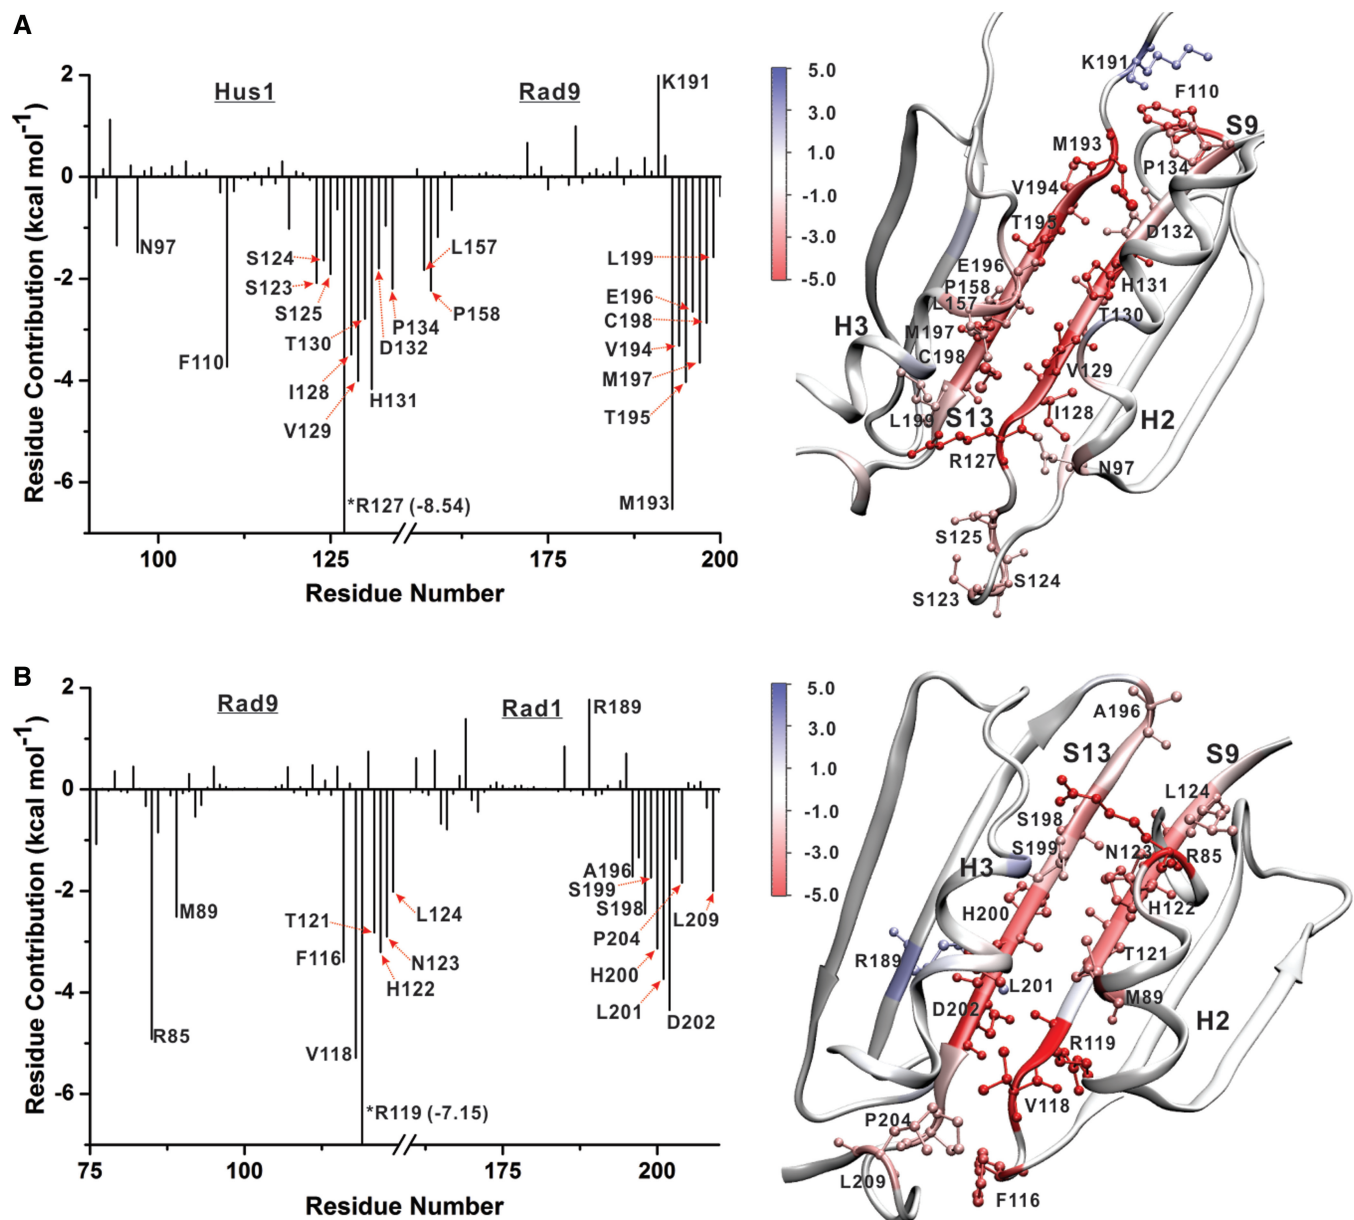 A
Residue Contribution (kcal mol-1)
2
0
-2
-4
-6
Hus1
Rad9
K191
N97
S124
S123
S125
F110
T130
I128
V129
H131
D132
P134
L157
P158
*R127 (-8.54)
L199
E196
C198
V194
M197
T195
M193
100
125
175
200
Residue Number
5.0
3.0
1.0
-1.0
-3.0
-5.0
K191
F110
S9
M193
P134
V194
T195
D132
E196
H131
P158
L157
T130
H3
M197
C198
V129
L199
S13
I128
H2
R127
N97
S125
S124
S123
B
Residue Contribution (kcal mol-1)
2
0
-2
-4
-6
Rad9
Rad1
R189
M89
R85
T121
F116
L124
N123
H122
V118
*R119 (-7.15)
A196
S199
S198
P204
L209
H200
L201
D202
75
100
175
200
Residue Number
5.0
3.0
1.0
-1.0
-3.0
-5.0
A196
S13
S9
L124
S198
S199
N123
R85
H3
H200
H122
R189
T121
L201
M89
D202
H2
R119
V118
P204
L209
F116